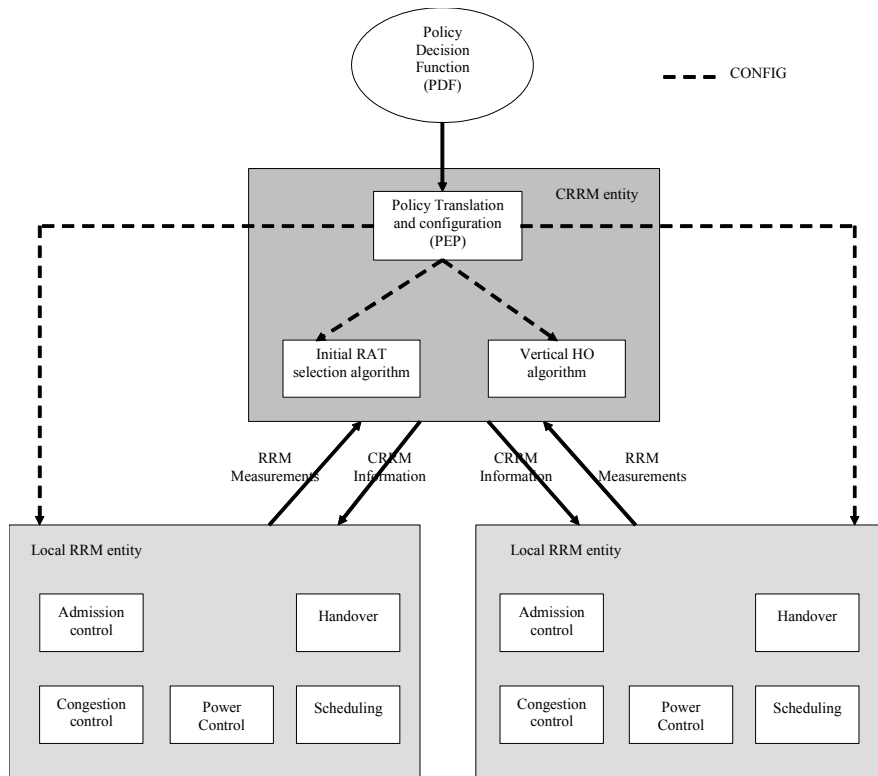 Policy
Decision
Function
(PDF)
CONFIG
CRRM entity
Policy Translation
and configuration
(PEP)
Initial RAT
selection algorithm
Vertical HO
algorithm
RRM
Measurements
CRRM
Information
CRRM
Information
RRM
Measurements
Local RRM entity
Admission
control
Handover
Congestion
control
Power
Control
Scheduling
Local RRM entity
Admission
control
Handover
Congestion
control
Power
Control
Scheduling